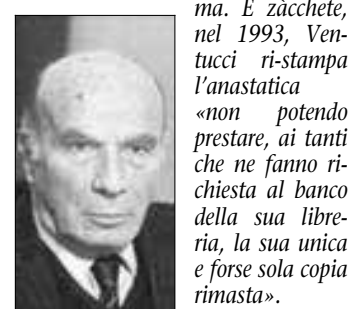 ma. E zàcchete,
nel 1993, Ven-
tucci ri-stampa
l'anastatica
«non potendo
prestare, ai tanti
che ne fanno ri-
chiesta al banco
della sua libre-
ria, la sua unica
e forse sola copia
rimasta».